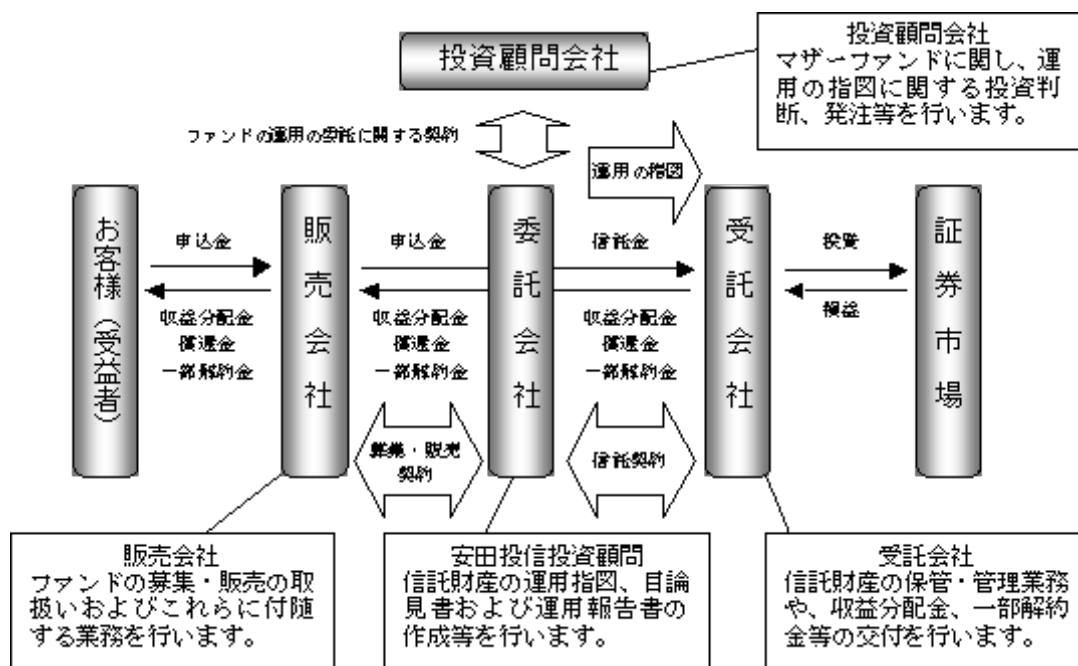 投資顧問会社
投資顧問会社
マザーファンドに関し、運
用の指図に関する投資判
断、発注等を行います。
ファンドの運用の委託に関する契約
運用の指図
お客様（受益者）
販売会社
委託会社
受託会社
証券市場
申込金
申込金
信託金
投資
収益分配金
償還金
一部解約金
収益分配金
償還金
一部解約金
収益分配金
償還金
一部解約金
損益
募集・販売
契約
信託契約
販売会社
ファンドの募集・販売の取
扱いおよびこれらに付随
する業務を行います。
安田投信投資顧問
信託財産の運用指図、目論
見書および運用報告書の
作成等を行います。
受託会社
信託財産の保管・管理業務
や、収益分配金、一部解約
金等の交付を行います。